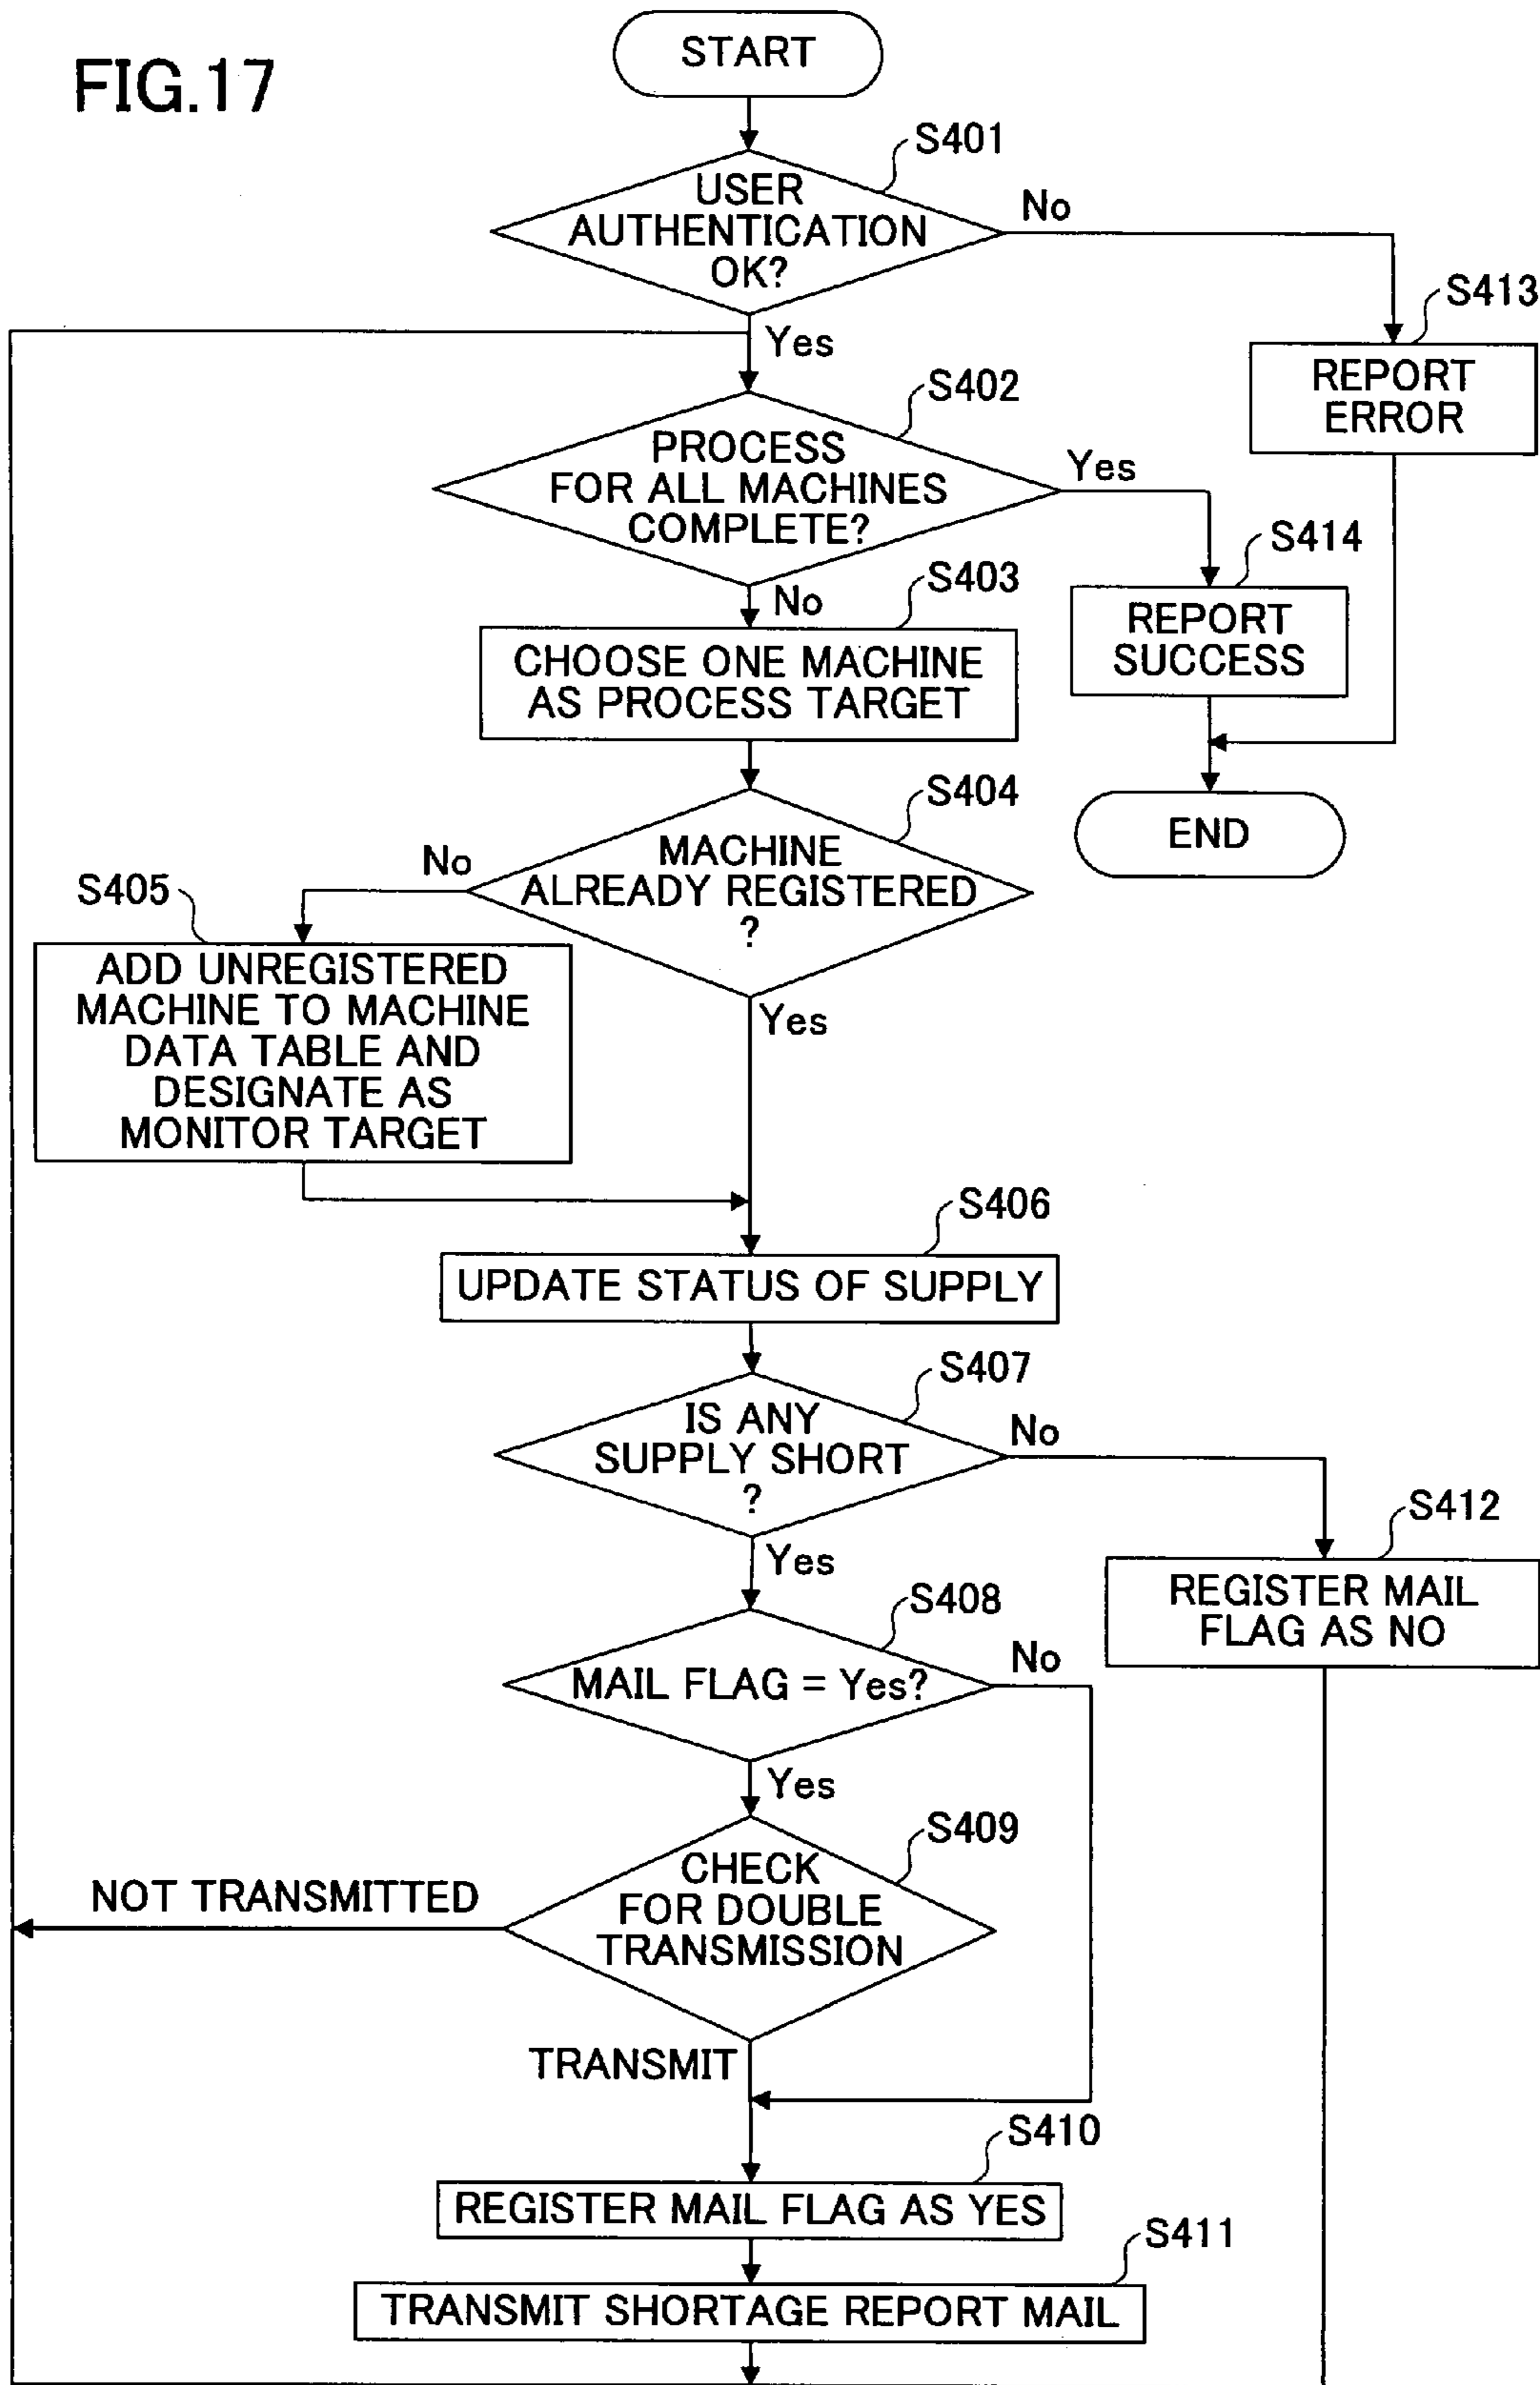 FIG.17
START
S401
USER
AUTHENTICATION
OK?
No
Yes
S413
REPORT
ERROR
S402
PROCESS
FOR ALL MACHINES
COMPLETE?
Yes
No
S414
REPORT
SUCCESS
END
S403
CHOOSE ONE MACHINE
AS PROCESS TARGET
S404
MACHINE
ALREADY REGISTERED
?
No
Yes
S405
ADD UNREGISTERED
MACHINE TO MACHINE
DATA TABLE AND
DESIGNATE AS
MONITOR TARGET
S406
UPDATE STATUS OF SUPPLY
S407
IS ANY
SUPPLY SHORT
?
No
Yes
S412
REGISTER MAIL
FLAG AS NO
S408
MAIL FLAG = Yes?
No
Yes
S409
CHECK
FOR DOUBLE
TRANSMISSION
NOT TRANSMITTED
TRANSMIT
S410
REGISTER MAIL FLAG AS YES
S411
TRANSMIT SHORTAGE REPORT MAIL